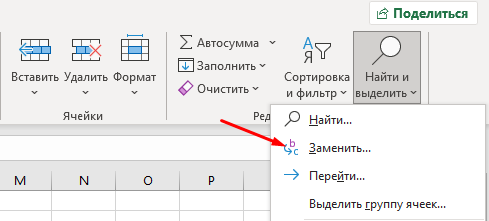 Поделиться
Вставить Удалить Формат
Ячейки
Автосумма
Заполнить
Очистить
Ред
Сортировка
и фильтр
Найти и
выделить
Найти...
Заменить...
Перейти...
Выделить группу ячеек...
M N O P